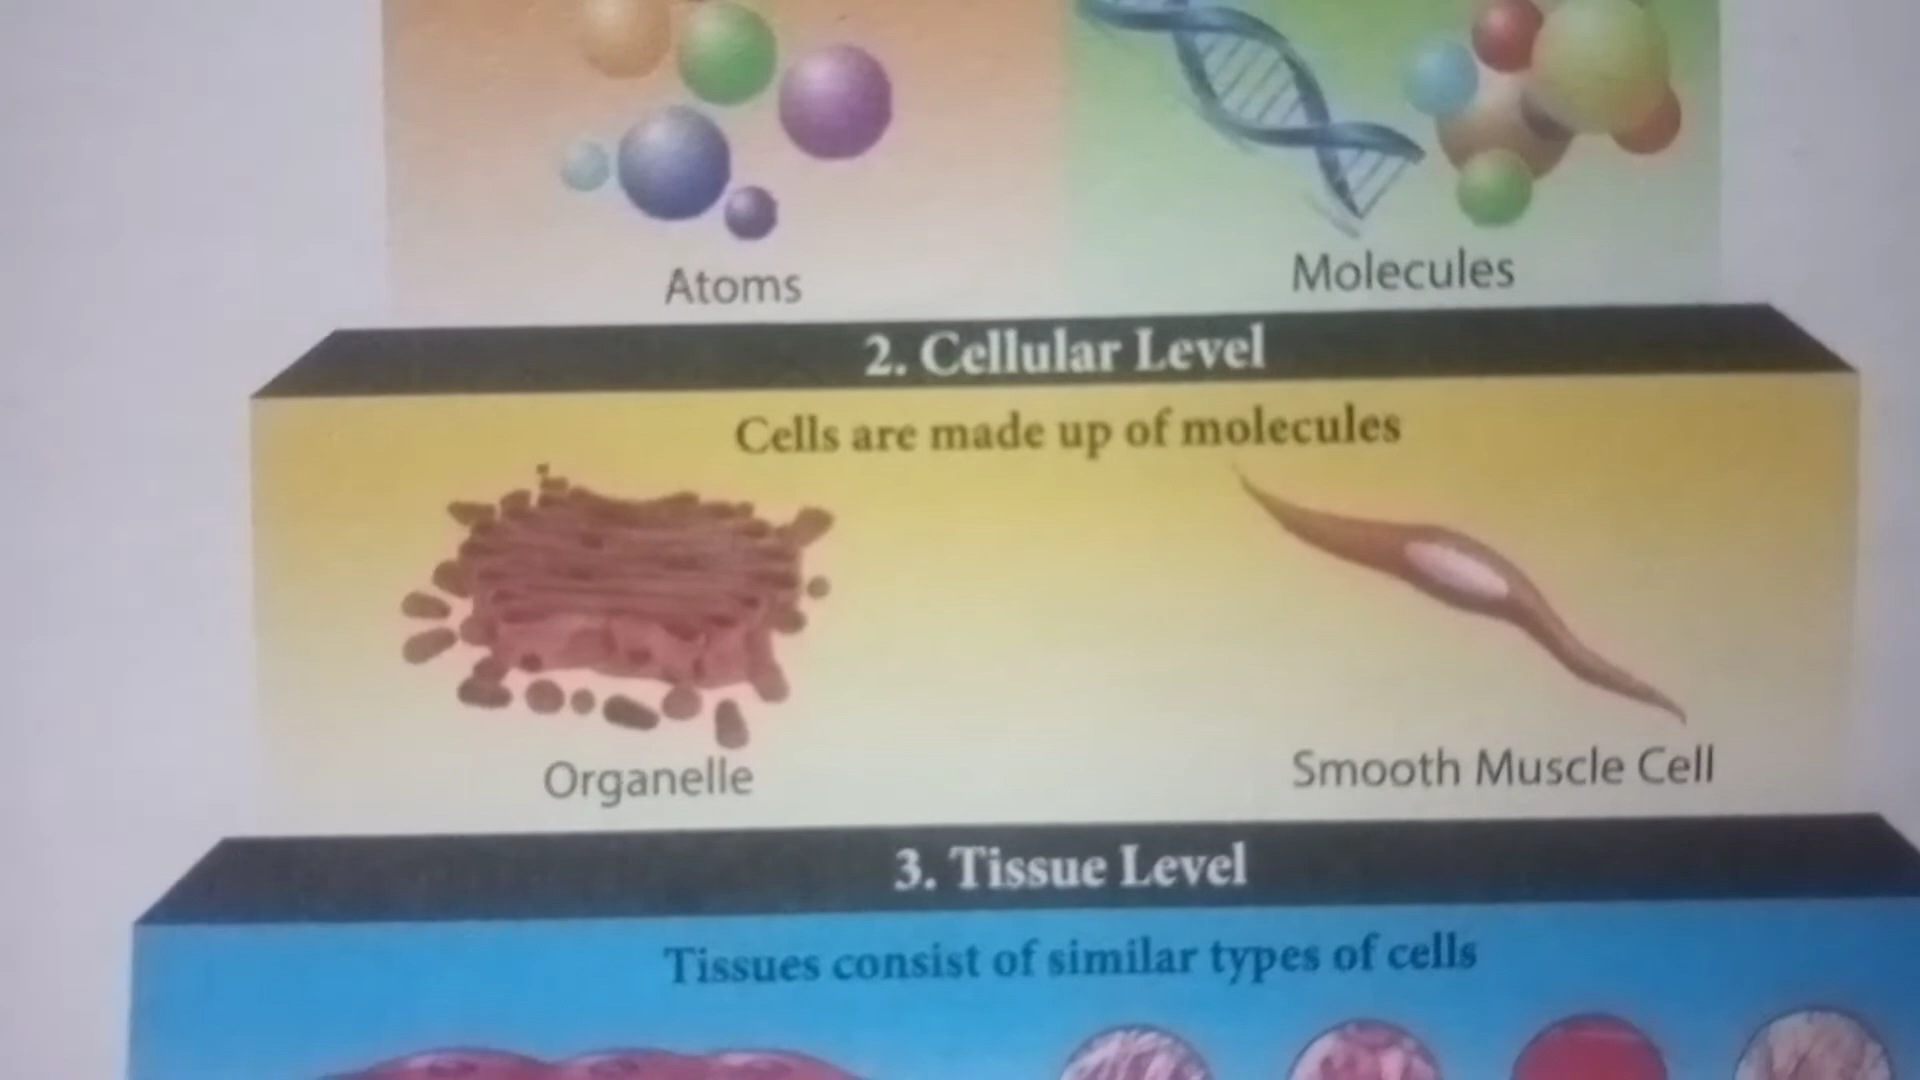 Atoms
Molecules
2. Cellular Level
Cells are made up of molecules
Organelle
Smooth Muscle Cell
3. Tissue Level
Tissues consist of similar types of cells